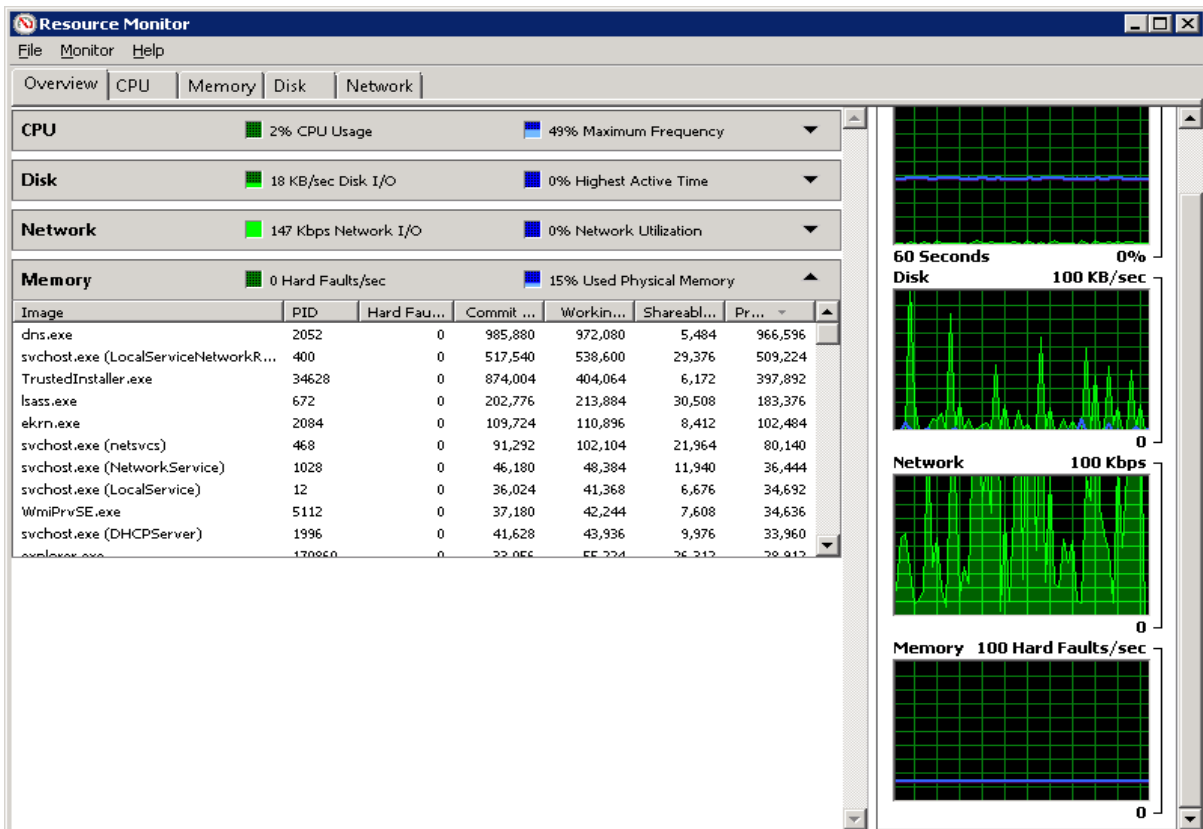 Resource Monitor
File Monitor Help
Overview CPU Memory Disk Network
CPU 2% CPU Usage 49% Maximum Frequency
Disk 18 KB/sec Disk I/O 0% Highest Active Time
Network 147 Kbps Network I/O 0% Network Utilization
Memory 0 Hard Faults/sec 15% Used Physical Memory
Image PID Hard Fau... Commit ... Workin... Shareabl... Pr...
dns.exe 2052 0 985,880 972,080 5,484 966,596
svchost.exe (LocalServiceNetworkR... 400 0 517,540 538,600 29,376 509,224
TrustedInstaller.exe 34628 0 874,004 404,064 6,172 397,892
lsass.exe 672 0 202,776 213,884 30,508 183,376
ekrn.exe 2084 0 109,724 110,896 8,412 102,484
svchost.exe (netsvcs) 468 0 91,292 102,104 21,964 80,140
svchost.exe (NetworkService) 1028 0 46,180 48,384 11,940 36,444
svchost.exe (LocalService) 12 0 36,024 41,368 6,676 34,692
WmiPrvSE.exe 5112 0 37,180 42,244 7,608 34,636
svchost.exe (DHCPServer) 1996 0 41,628 43,936 9,976 33,960
explorer.exe 0
60 Seconds 0%
Disk 100 KB/sec
0
Network 100 Kbps
0
Memory 100 Hard Faults/sec
0